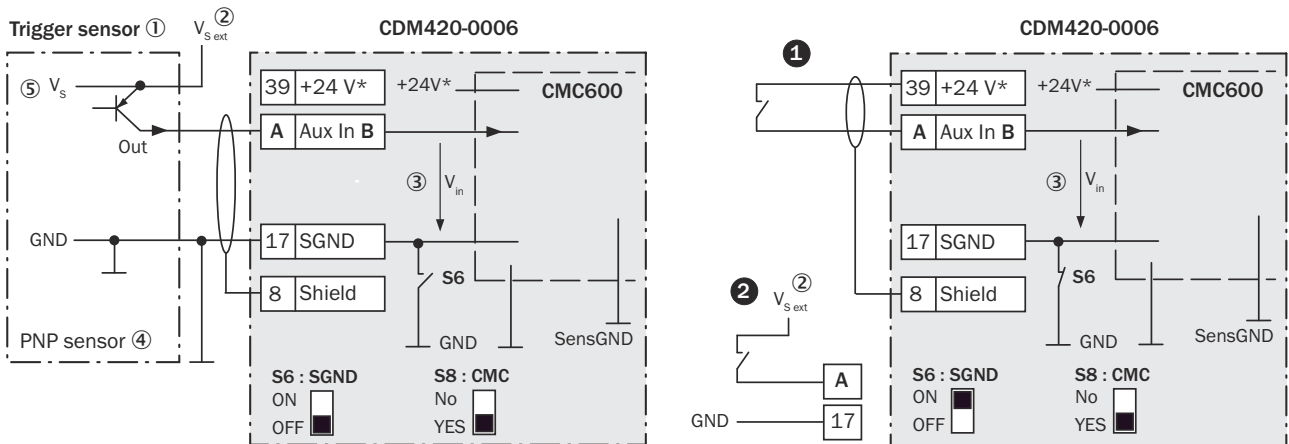 Trigger sensor ①
V S ext ②
CDM420-0006
⑤ V S
39 +24 V* +24V* CMC600
A Aux In B
Out
③ V in
GND
17 SGND
S6
8 Shield
GND
SensGND
PNP sensor ④
S6 : SGND
ON
OFF
S8 : CMC
No
YES
CDM420-0006
❶
39 +24 V* +24V* CMC600
A Aux In B
③ V in
17 SGND
S6
8 Shield
GND
SensGND
❷ V S ext ②
A
GND 17
S6 : SGND
ON
OFF
S8 : CMC
No
YES